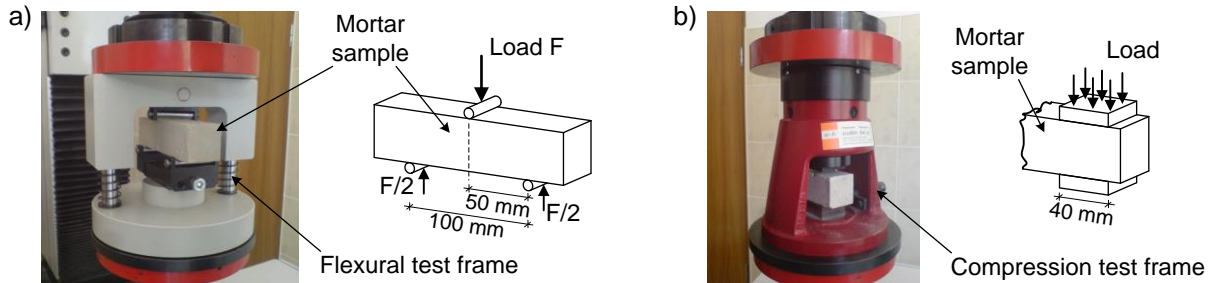 a)
Mortar
sample
Load F
F/2
F/2
50 mm
100 mm
Flexural test frame
b)
Mortar
sample
Load
40 mm
Compression test frame